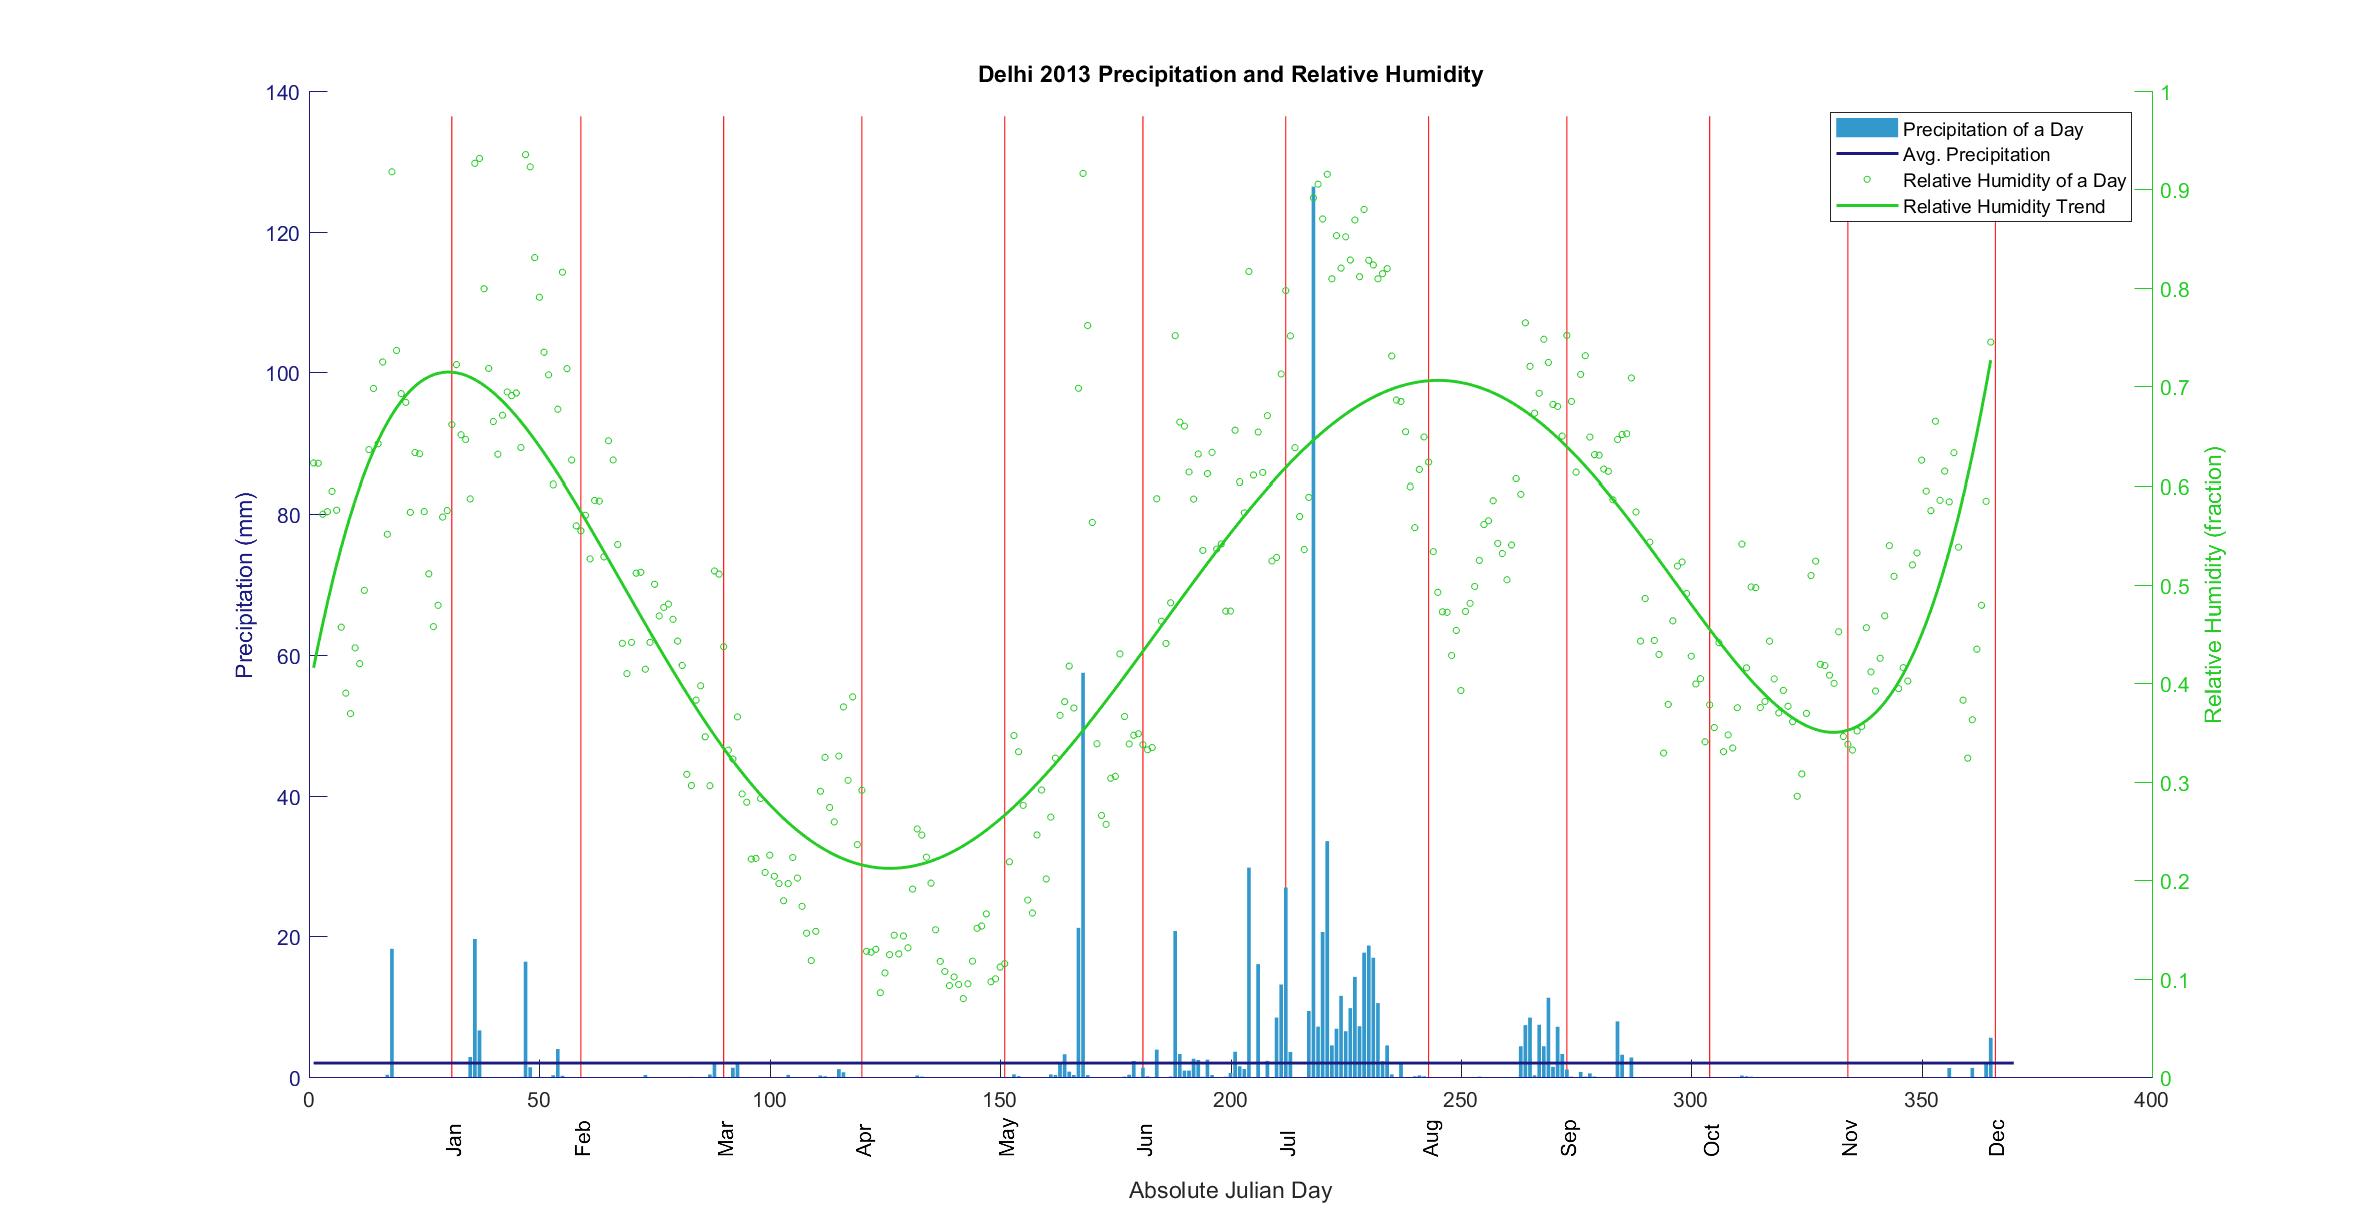 Delhi 2013 Precipitation and Relative Humidity
140
120
100
80
60
40
20
0
Precipitation (mm)
Precipitation of a Day
Avg. Precipitation
Relative Humidity of a Day
Relative Humidity Trend
1
0.9
0.8
0.7
0.6
0.5
0.4
0.3
0.2
0.1
0
Relative Humidity (fraction)
0 50 100 150 200 250 300 350 400
Jan Feb Mar Apr May Jun Jul Aug Sep Oct Nov Dec
Absolute Julian Day